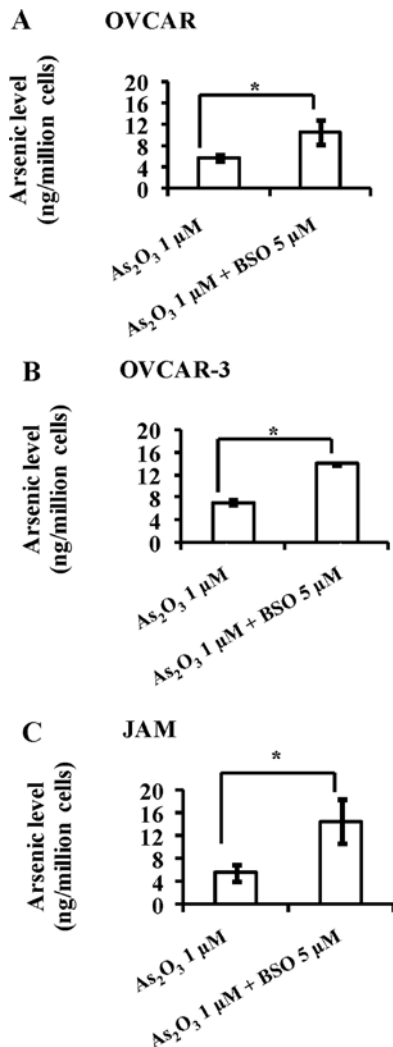 A OVCAR
Arsenic level
(ng/million cells)
20
16
12
8
4
0
*
As₂O₃ 1 µM
As₂O₃ 1 µM + BSO 5 µM
B OVCAR-3
Arsenic level
(ng/million cells)
20
16
12
8
4
0
*
As₂O₃ 1 µM
As₂O₃ 1 µM + BSO 5 µM
C JAM
Arsenic level
(ng/million cells)
20
16
12
8
4
0
*
As₂O₃ 1 µM
As₂O₃ 1 µM + BSO 5 µM